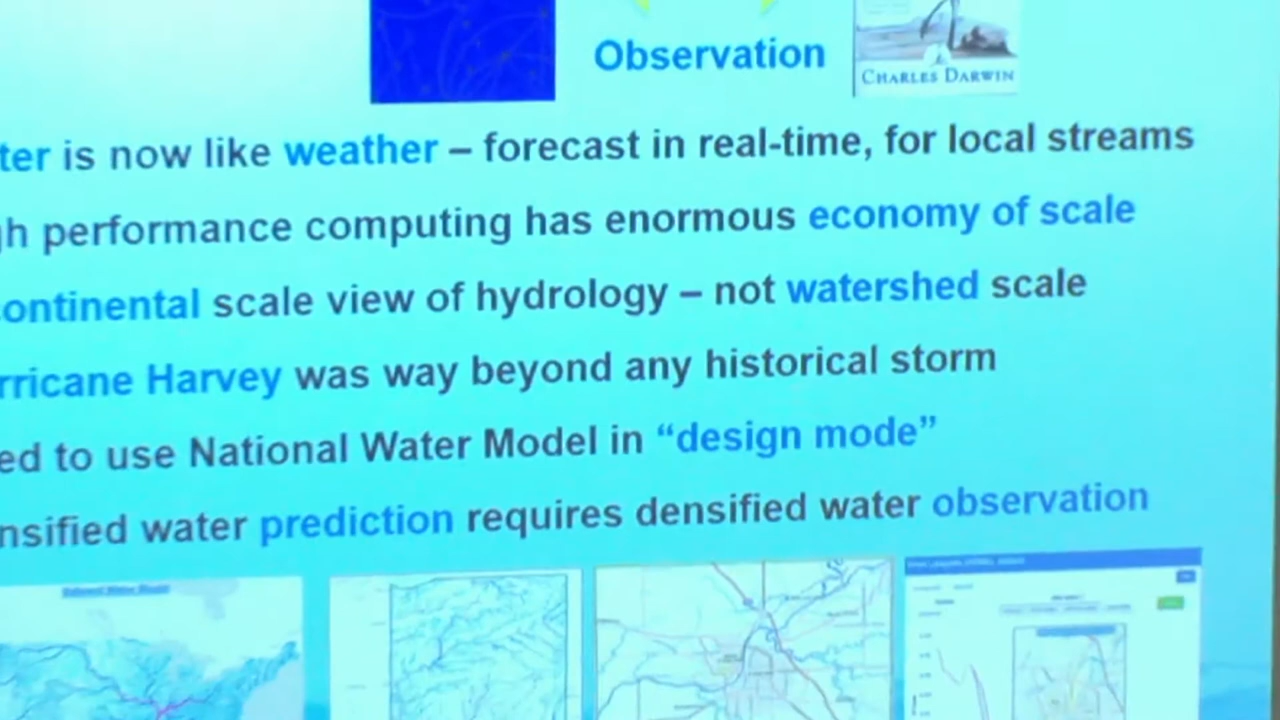 Observation
CHARLES DARWIN
ter is now like weather – forecast in real-time, for local streams
gh performance computing has enormous economy of scale
ontinental scale view of hydrology – not watershed scale
rricane Harvey was way beyond any historical storm
ed to use National Water Model in “design mode”
nsified water prediction requires densified water observation